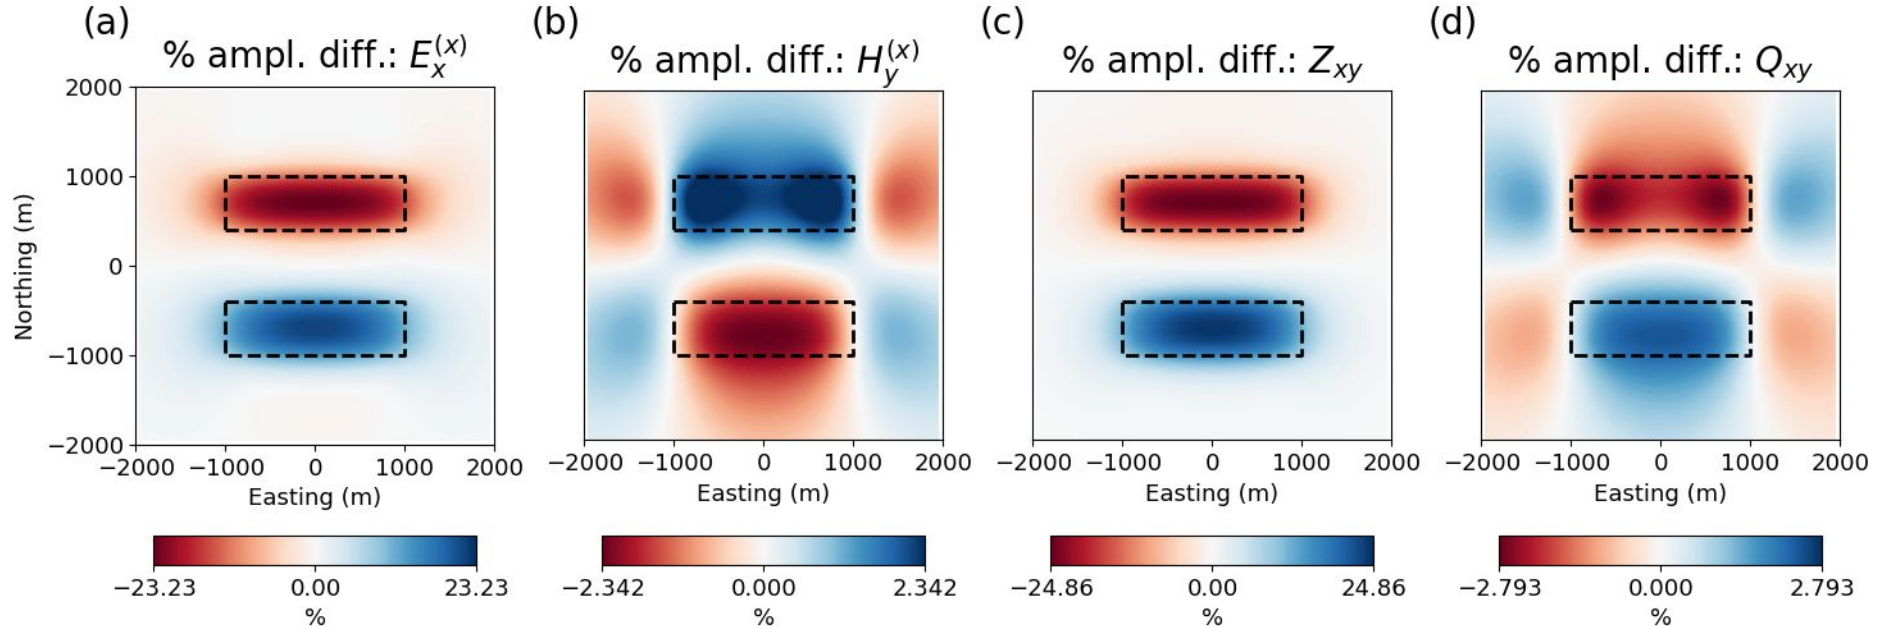 (a) (b) (c) (d)
% ampl. diff.: E_x^(x) % ampl. diff.: H_y^(x) % ampl. diff.: Z_xy % ampl. diff.: Q_xy
2000
1000
0
−1000
−2000
Northing (m)
−2000 −1000 0 1000 2000 −2000 −1000 0 1000 2000 −2000 −1000 0 1000 2000 −2000 −1000 0 1000 2000
Easting (m) Easting (m) Easting (m) Easting (m)
−23.23 0.00 23.23 −2.342 0.000 2.342 −24.86 0.00 24.86 −2.793 0.000 2.793
% % % %